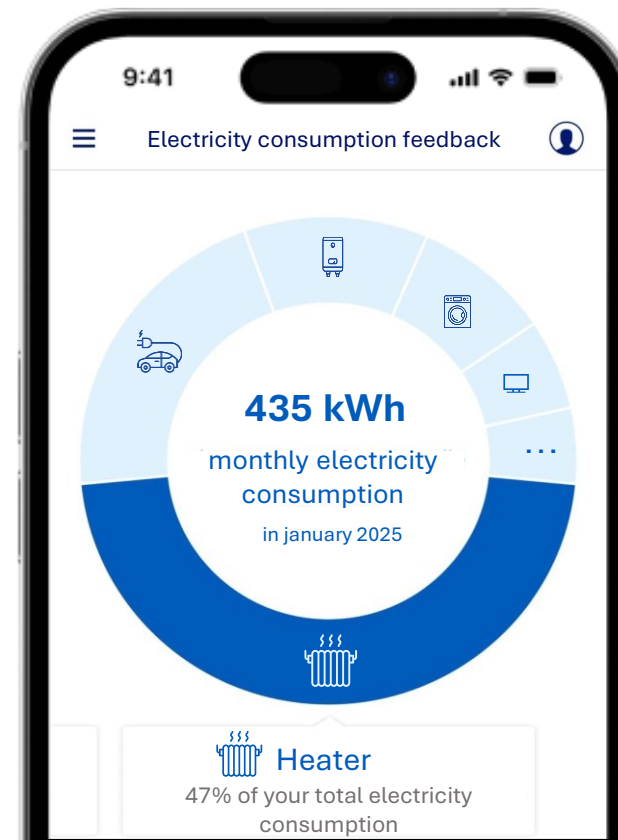 9:41
Electricity consumption feedback
...
435 kWh
monthly electricity
consumption
in january 2025
Heater
47% of your total electricity
consumption